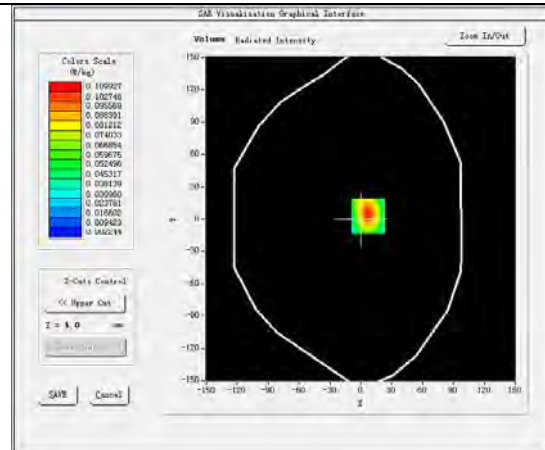 SAR Visualisation Graphical Interface
Volume Radiated Intensity
Zoom In/Out
Colors Scale
(W/kg)
0.109927
0.102748
0.095569
0.088391
0.081212
0.074033
0.066854
0.059675
0.052496
0.045317
0.038139
0.030960
0.023781
0.016602
0.009423
0.002244
Z-Cuts Control
<< Upper Cut
Z = 4.0 mm
SAVE
Cancel
150
120
90
60
30
0
-30
-60
-90
-120
-150
Y
-150 -120 -90 -60 -30 0 30 60 90 120 150
X